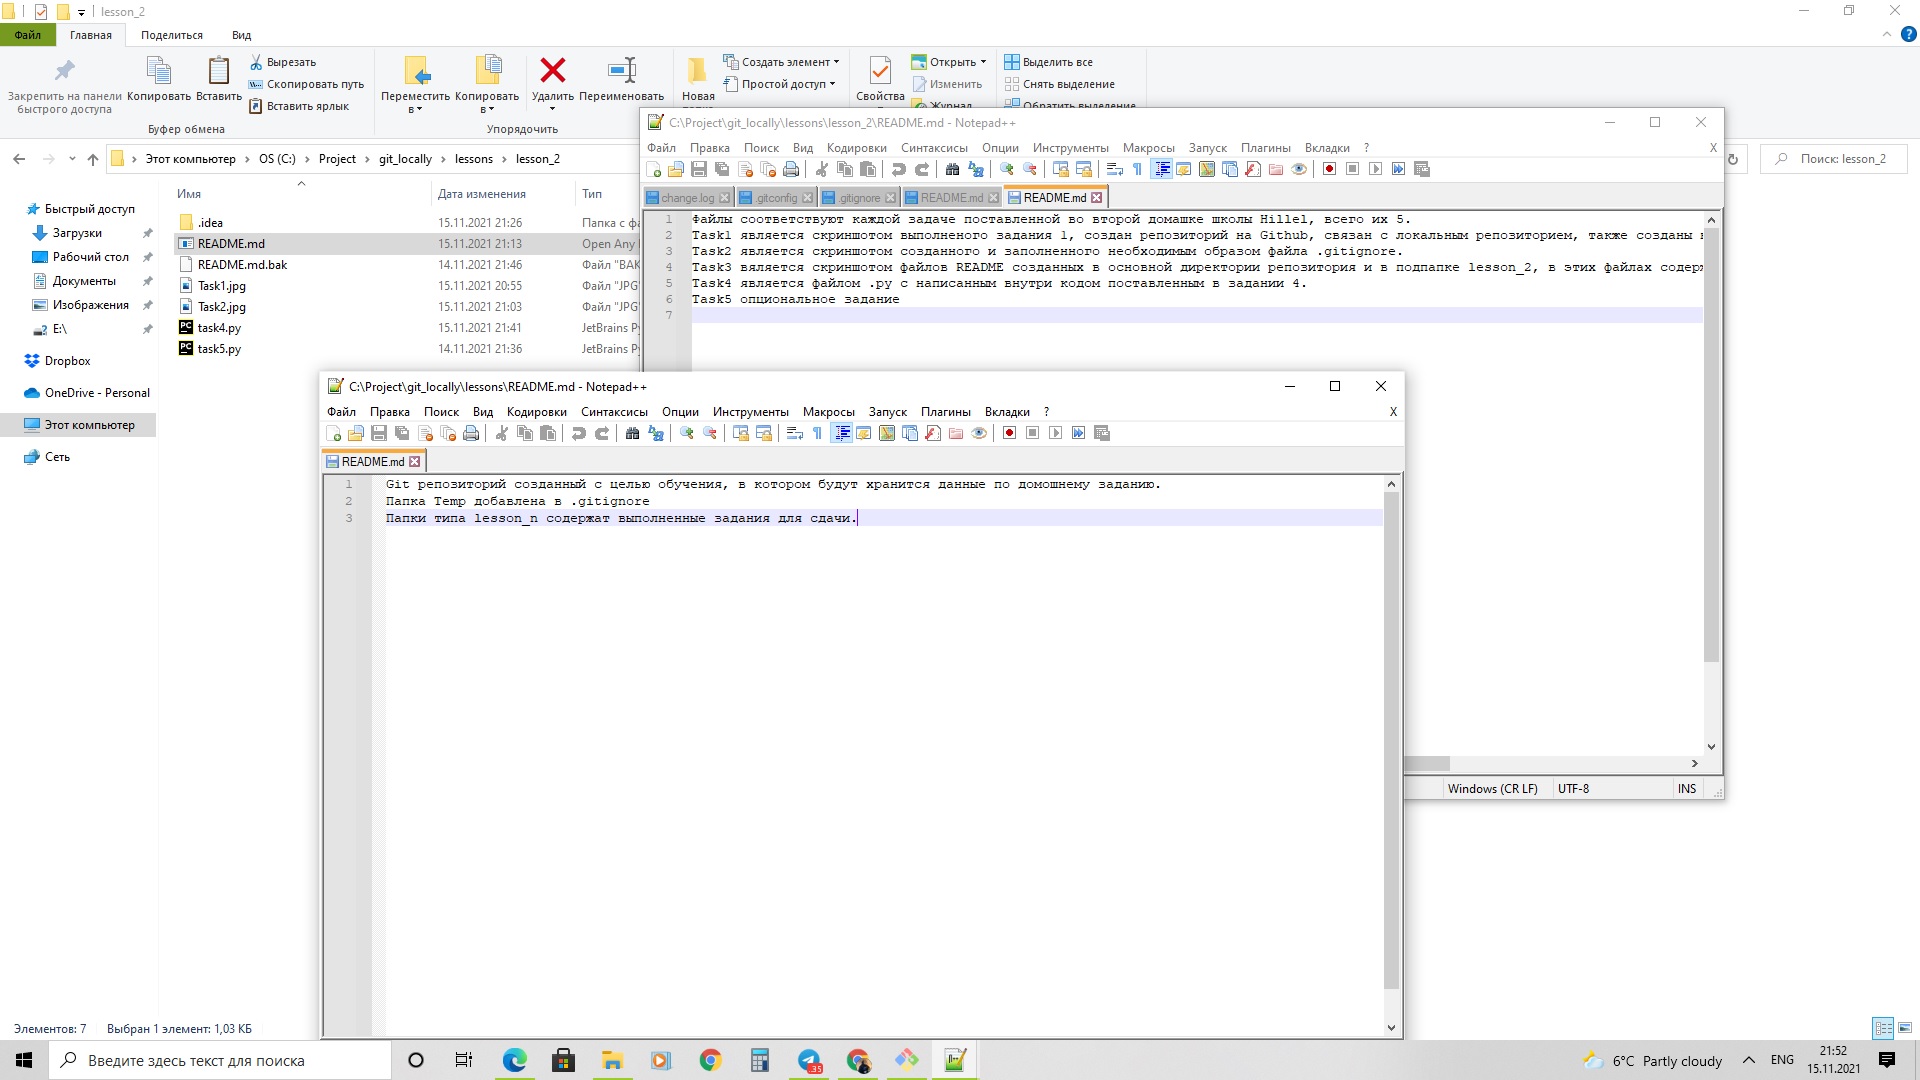 lesson_2
Файл Главная Поделиться Вид
Закрепить на панели быстрого доступа
Копировать
Вставить
Вырезать
Скопировать путь
Вставить ярлык
Буфер обмена
Переместить в
Копировать в
Удалить
Переименовать
Упорядочить
Новая
Создать элемент
Простой доступ
Свойства
Открыть
Изменить
Журнал
Выделить все
Снять выделение
Обратить выделение
Этот компьютер > OS (C:) > Project > git_locally > lessons > lesson_2
Поиск: lesson_2
Имя Дата изменения Тип
.idea 15.11.2021 21:26 Папка с
README.md 15.11.2021 21:13 Open Any
README.md.bak 14.11.2021 21:46 Файл "BAK
Task1.jpg 15.11.2021 20:55 Файл "JPG
Task2.jpg 15.11.2021 21:03 Файл "JPG
task4.py 15.11.2021 21:41 JetBrains
task5.py 14.11.2021 21:36 JetBrains
Быстрый доступ
Загрузки
Рабочий стол
Документы
Изображения
E:\
Dropbox
OneDrive - Personal
Этот компьютер
Сеть
C:\Project\git_locally\lessons\lesson_2\README.md - Notepad++
Файл Правка Поиск Вид Кодировки Синтаксисы Опции Инструменты Макросы Запуск Плагины Вкладки ? X
change.log .gitconfig .gitignore README.md README.md
1 Файлы соответствуют каждой задаче поставленной во второй домашке школы Hillel, всего их 5.
2 Task1 является скриншотом выполненого задания 1, создан репозиторий на Github, связан с локальным репозиторием, также созданы
3 Task2 является скриншотом созданного и заполненного необходимым образом файла .gitignore.
4 Task3 вяляется скриншотом файлов README созданных в основной директории репозитория и в подпапке lesson_2, в этих файлах содер
5 Task4 является файлом .py с написанным внутри кодом поставленным в задании 4.
6 Task5 опциональное задание
7
Windows (CR LF) UTF-8 INS
C:\Project\git_locally\lessons\README.md - Notepad++
Файл Правка Поиск Вид Кодировки Синтаксисы Опции Инструменты Макросы Запуск Плагины Вкладки ? X
README.md
1 Git репозиторий созданный с целью обучения, в котором будут хранится данные по домошнему заданию.
2 Папка Temp добавлена в .gitignore
3 Папки типа lesson_n содержат выполненные задания для сдачи.
Элементов: 7 Выбран 1 элемент: 1,03 КБ
Введите здесь текст для поиска
35
6°C Partly cloudy
ENG
21:52
15.11.2021